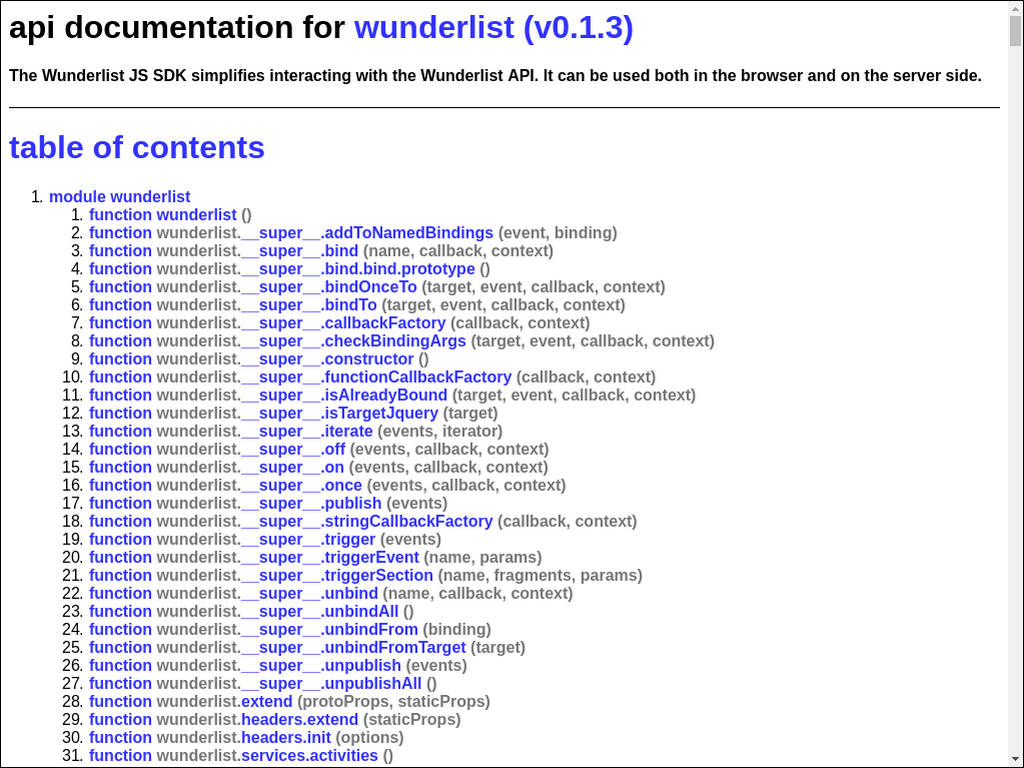 api documentation for wunderlist (v0.1.3)
The Wunderlist JS SDK simplifies interacting with the Wunderlist API. It can be used both in the browser and on the server side.
table of contents
1. module wunderlist
1. function wunderlist ()
2. function wunderlist.__super__.addToNamedBindings (event, binding)
3. function wunderlist.__super__.bind (name, callback, context)
4. function wunderlist.__super__.bind.bind.prototype ()
5. function wunderlist.__super__.bindOnceTo (target, event, callback, context)
6. function wunderlist.__super__.bindTo (target, event, callback, context)
7. function wunderlist.__super__.callbackFactory (callback, context)
8. function wunderlist.__super__.checkBindingArgs (target, event, callback, context)
9. function wunderlist.__super__.constructor ()
10. function wunderlist.__super__.functionCallbackFactory (callback, context)
11. function wunderlist.__super__.isAlreadyBound (target, event, callback, context)
12. function wunderlist.__super__.isTargetJquery (target)
13. function wunderlist.__super__.iterate (events, iterator)
14. function wunderlist.__super__.off (events, callback, context)
15. function wunderlist.__super__.on (events, callback, context)
16. function wunderlist.__super__.once (events, callback, context)
17. function wunderlist.__super__.publish (events)
18. function wunderlist.__super__.stringCallbackFactory (callback, context)
19. function wunderlist.__super__.trigger (events)
20. function wunderlist.__super__.triggerEvent (name, params)
21. function wunderlist.__super__.triggerSection (name, fragments, params)
22. function wunderlist.__super__.unbind (name, callback, context)
23. function wunderlist.__super__.unbindAll ()
24. function wunderlist.__super__.unbindFrom (binding)
25. function wunderlist.__super__.unbindFromTarget (target)
26. function wunderlist.__super__.unpublish (events)
27. function wunderlist.__super__.unpublishAll ()
28. function wunderlist.extend (protoProps, staticProps)
29. function wunderlist.headers.extend (staticProps)
30. function wunderlist.headers.init (options)
31. function wunderlist.services.activities ()